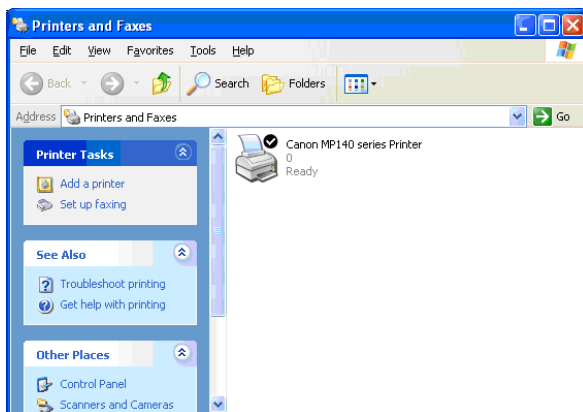 Printers and Faxes
File Edit View Favorites Tools Help
Back Search Folders
Address Printers and Faxes Go
Printer Tasks
Add a printer
Set up faxing
See Also
Troubleshoot printing
Get help with printing
Other Places
Control Panel
Scanners and Cameras
Canon MP140 series Printer
0
Ready